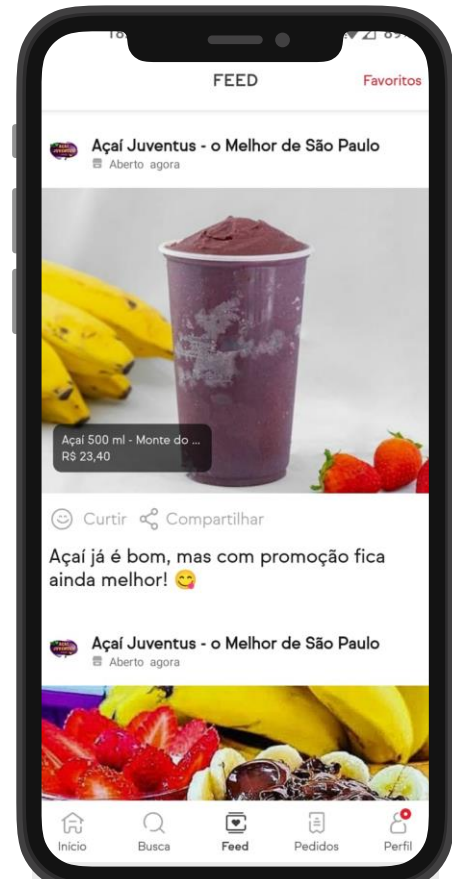 FEED
Favoritos
Açaí Juventus - o Melhor de São Paulo
Aberto agora
Açaí 500 ml - Monte do ...
R$ 23,40
Curtir
Compartilhar
Açaí já é bom, mas com promoção fica
ainda melhor! 😋
Açaí Juventus - o Melhor de São Paulo
Aberto agora
Início
Busca
Feed
Pedidos
Perfil